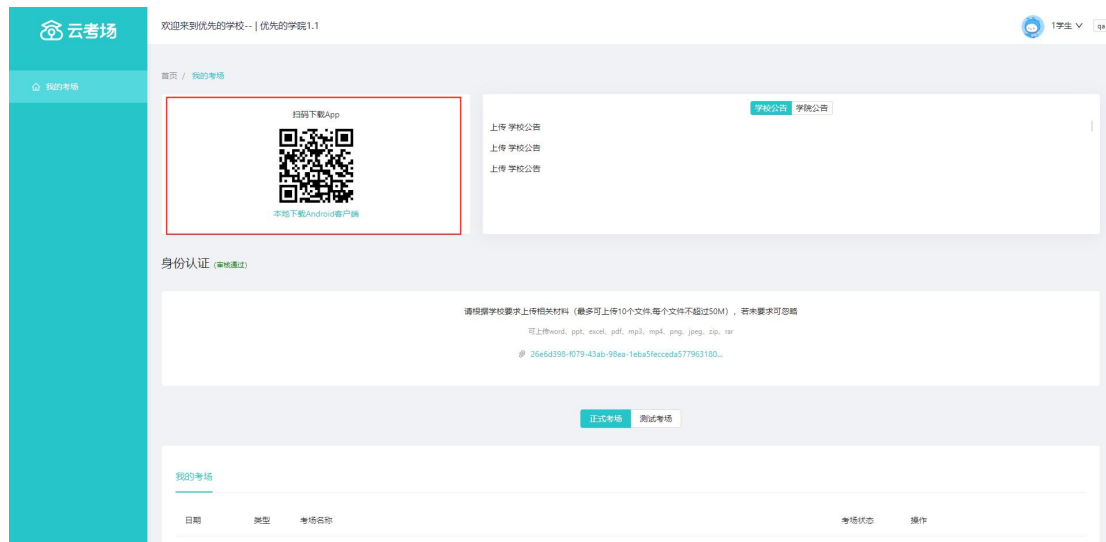 云考场
欢迎来到优先的学校-- | 优先的学院1.1
1学生
qa
我的考场
首页 / 我的考场
扫码下载App
本地下载Android客户端
学校公告 学院公告
上传 学校公告
上传 学校公告
上传 学校公告
身份认证 (审核通过)
请根据学校要求上传相关材料（最多可上传10个文件,每个文件不超过50M），若未要求可忽略
可上传word、ppt、excel、pdf、mp3、mp4、png、jpeg、zip、rar
26e6d398-f079-43ab-98ea-1eba5fecceda577963180...
正式考场 测试考场
我的考场
日期 类型 考场名称 考场状态 操作